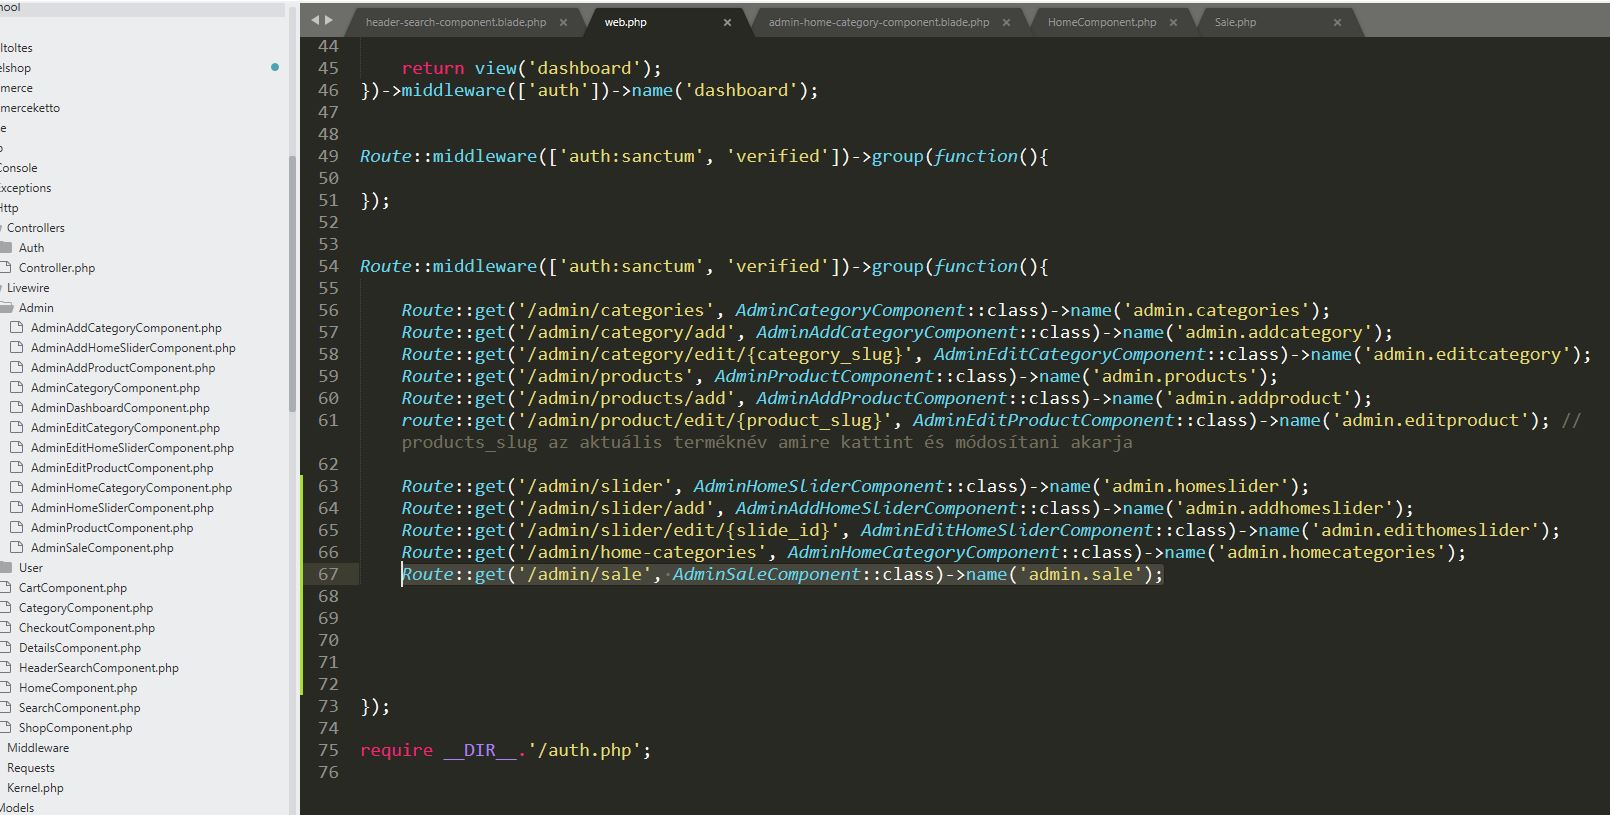 header-search-component.blade.php × web.php × admin-home-category-component.blade.php × HomeComponent.php × Sale.php ×
Console
Exceptions
Http
Controllers
Auth
Controller.php
Livewire
Admin
AdminAddCategoryComponent.php
AdminAddHomeSliderComponent.php
AdminAddProductComponent.php
AdminCategoryComponent.php
AdminDashboardComponent.php
AdminEditCategoryComponent.php
AdminEditHomeSliderComponent.php
AdminEditProductComponent.php
AdminHomeCategoryComponent.php
AdminHomeSliderComponent.php
AdminProductComponent.php
AdminSaleComponent.php
User
CartComponent.php
CategoryComponent.php
CheckoutComponent.php
DetailsComponent.php
HeaderSearchComponent.php
HomeComponent.php
SearchComponent.php
ShopComponent.php
Middleware
Requests
Kernel.php
Models
44
45 return view('dashboard');
46 })->middleware(['auth'])->name('dashboard');
47
48
49 Route::middleware(['auth:sanctum', 'verified'])->group(function(){
50
51 });
52
53
54 Route::middleware(['auth:sanctum', 'verified'])->group(function(){
55
56 Route::get('/admin/categories', AdminCategoryComponent::class)->name('admin.categories');
57 Route::get('/admin/category/add', AdminAddCategoryComponent::class)->name('admin.addcategory');
58 Route::get('/admin/category/edit/{category_slug}', AdminEditCategoryComponent::class)->name('admin.editcategory');
59 Route::get('/admin/products', AdminProductComponent::class)->name('admin.products');
60 Route::get('/admin/products/add', AdminAddProductComponent::class)->name('admin.addproduct');
61 route::get('/admin/product/edit/{product_slug}', AdminEditProductComponent::class)->name('admin.editproduct'); //
products_slug az aktuális terméknév amire kattint és módosítani akarja
62
63 Route::get('/admin/slider', AdminHomeSliderComponent::class)->name('admin.homeslider');
64 Route::get('/admin/slider/add', AdminAddHomeSliderComponent::class)->name('admin.addhomeslider');
65 Route::get('/admin/slider/edit/{slide_id}', AdminEditHomeSliderComponent::class)->name('admin.edithomeslider');
66 Route::get('/admin/home-categories', AdminHomeCategoryComponent::class)->name('admin.homecategories');
67 Route::get('/admin/sale', AdminSaleComponent::class)->name('admin.sale');
68
69
70
71
72
73 });
74
75 require __DIR__.'/auth.php';
76